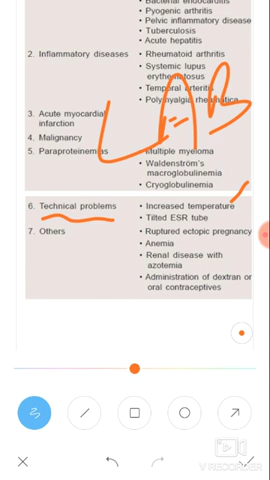 Bacterial endocarditis
• Pyogenic arthritis
• Pelvic inflammatory disease
• Tuberculosis
• Acute hepatitis
2. Inflammatory diseases
• Rheumatoid arthritis
• Systemic lupus
erythematosus
• Temporal arteritis
• Polymyalgia rheumatica
3. Acute myocardial
infarction
4. Malignancy
5. Paraproteinemias
• Multiple myeloma
• Waldenström's
macroglobulinemia
• Cryoglobulinemia
6. Technical problems
• Increased temperature
• Tilted ESR tube
7. Others
• Ruptured ectopic pregnancy
• Anemia
• Renal disease with
azotemia
• Administration of dextran or
oral contraceptives
V RECORDER